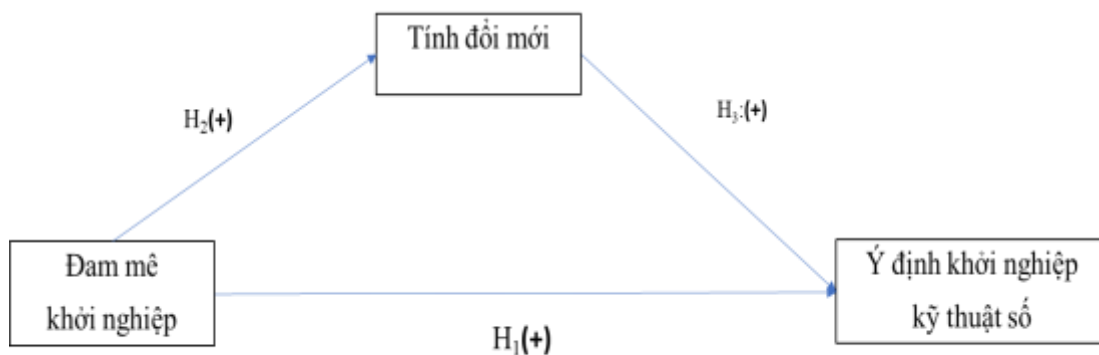 Tính đổi mới
H₂(+)
H₃:(+)
Đam mê
khởi nghiệp
Ý định khởi nghiệp
kỹ thuật số
H₁(+)